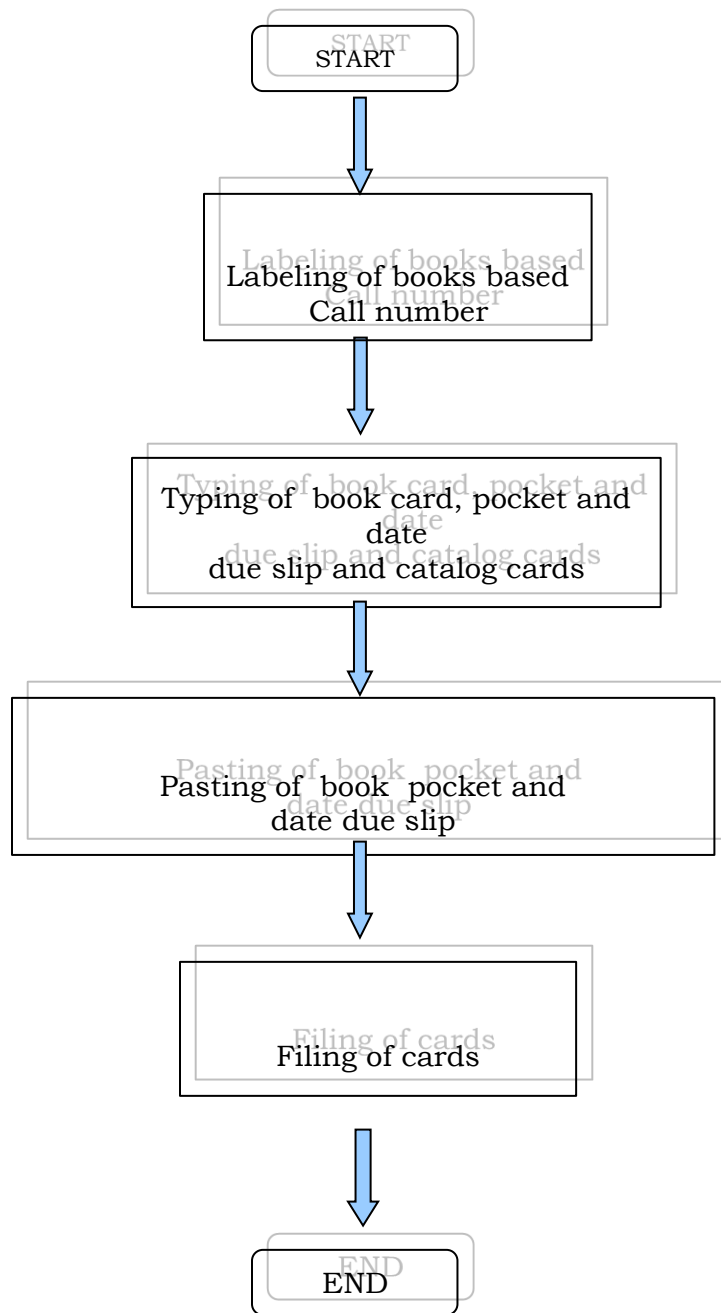 START
Labeling of books based
Call number
Typing of  book card, pocket and
date
due slip and catalog cards
Pasting of  book  pocket and
date due slip
Filing of cards
END